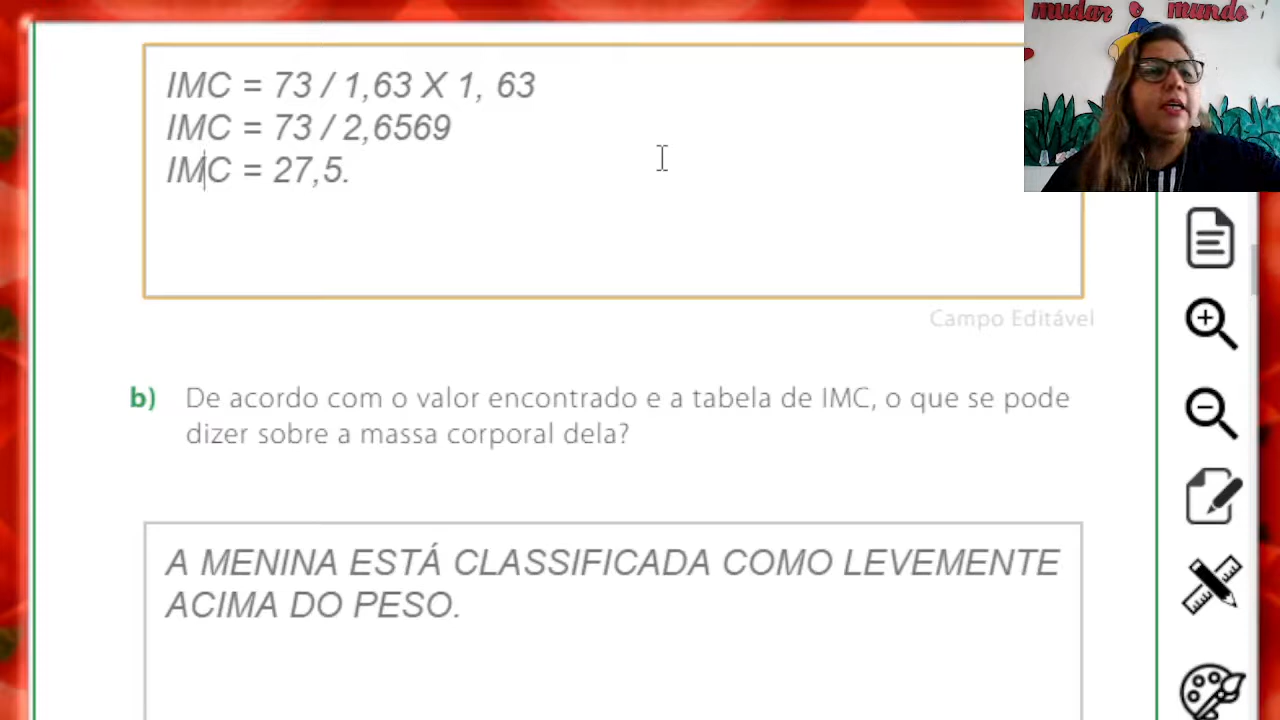 mudar o mundo
IMC = 73 / 1,63 X 1, 63
IMC = 73 / 2,6569
IMC = 27,5.
Campo Editável
b) De acordo com o valor encontrado e a tabela de IMC, o que se pode
dizer sobre a massa corporal dela?
A MENINA ESTÁ CLASSIFICADA COMO LEVEMENTE
ACIMA DO PESO.